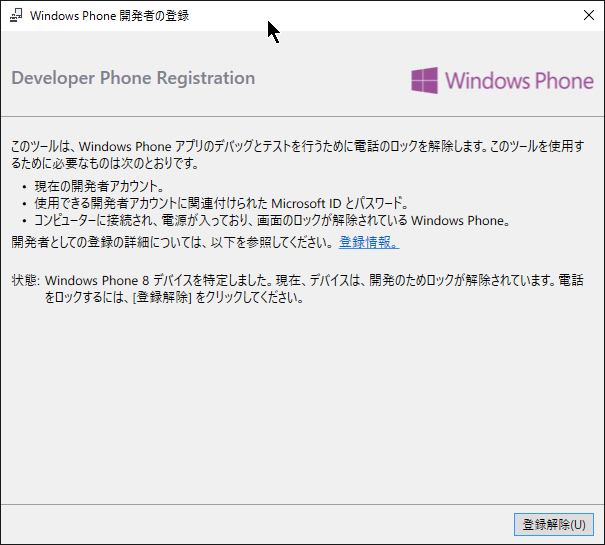 Windows Phone 開発者の登録
Developer Phone Registration
Windows Phone
このツールは、Windows Phone アプリのデバッグとテストを行うために電話のロックを解除します。このツールを使用す
るために必要なものは次のとおりです。
• 現在の開発者アカウント。
• 使用できる開発者アカウントに関連付けられた Microsoft ID とパスワード。
• コンピューターに接続され、電源が入っており、画面のロックが解除されている Windows Phone。
開発者としての登録の詳細については、以下を参照してください。 登録情報。
状態: Windows Phone 8 デバイスを特定しました。現在、デバイスは、開発のためロックが解除されています。電話
をロックするには、[登録解除] をクリックしてください。
登録解除(U)